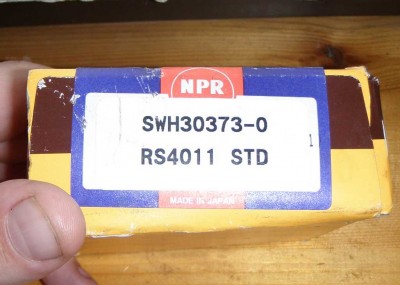 NPR
SWH30373-0
1
RS4011 STD
MADE IN JAPAN